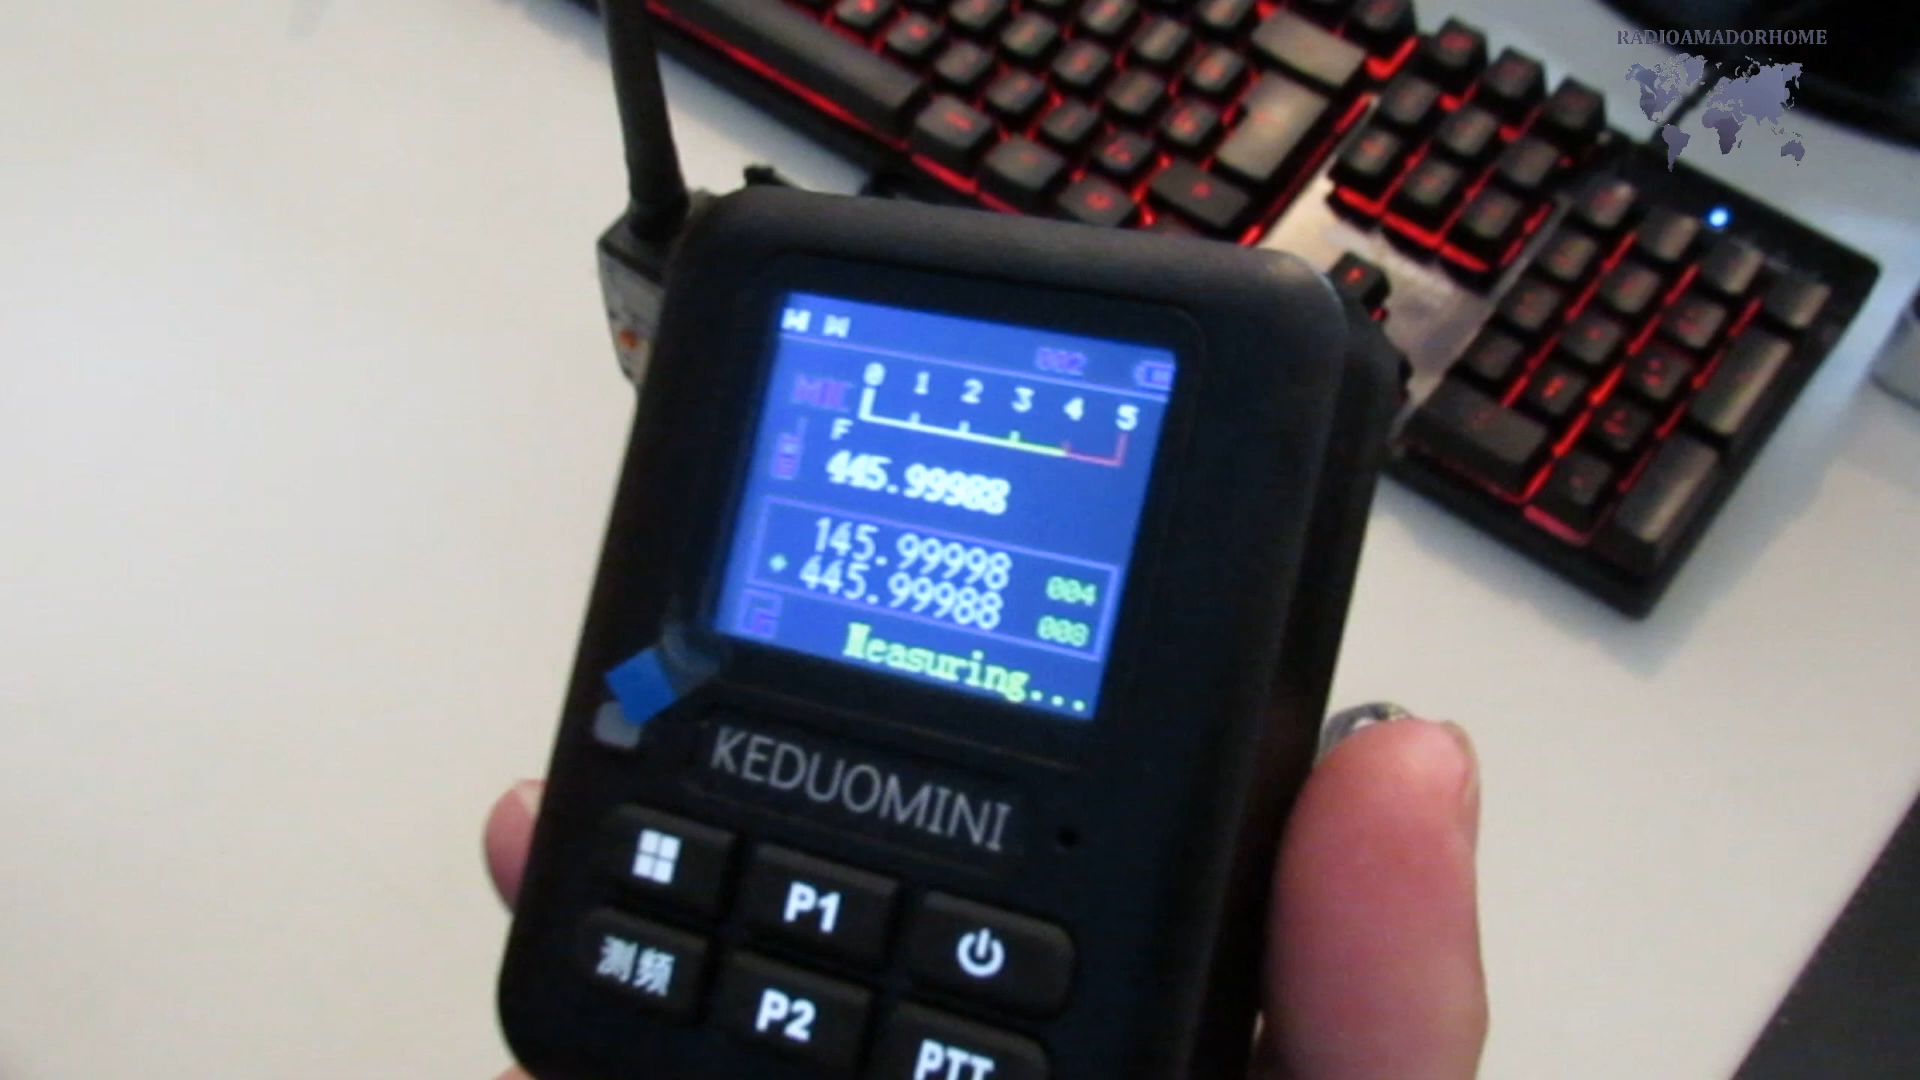 RADIOAMADORHOME
002
MIC
0 1 2 3 4 5
F
445.99988
145.99998 004
445.99988 008
Measuring...
KEDUOMINI
P1
测频
P2
PTT